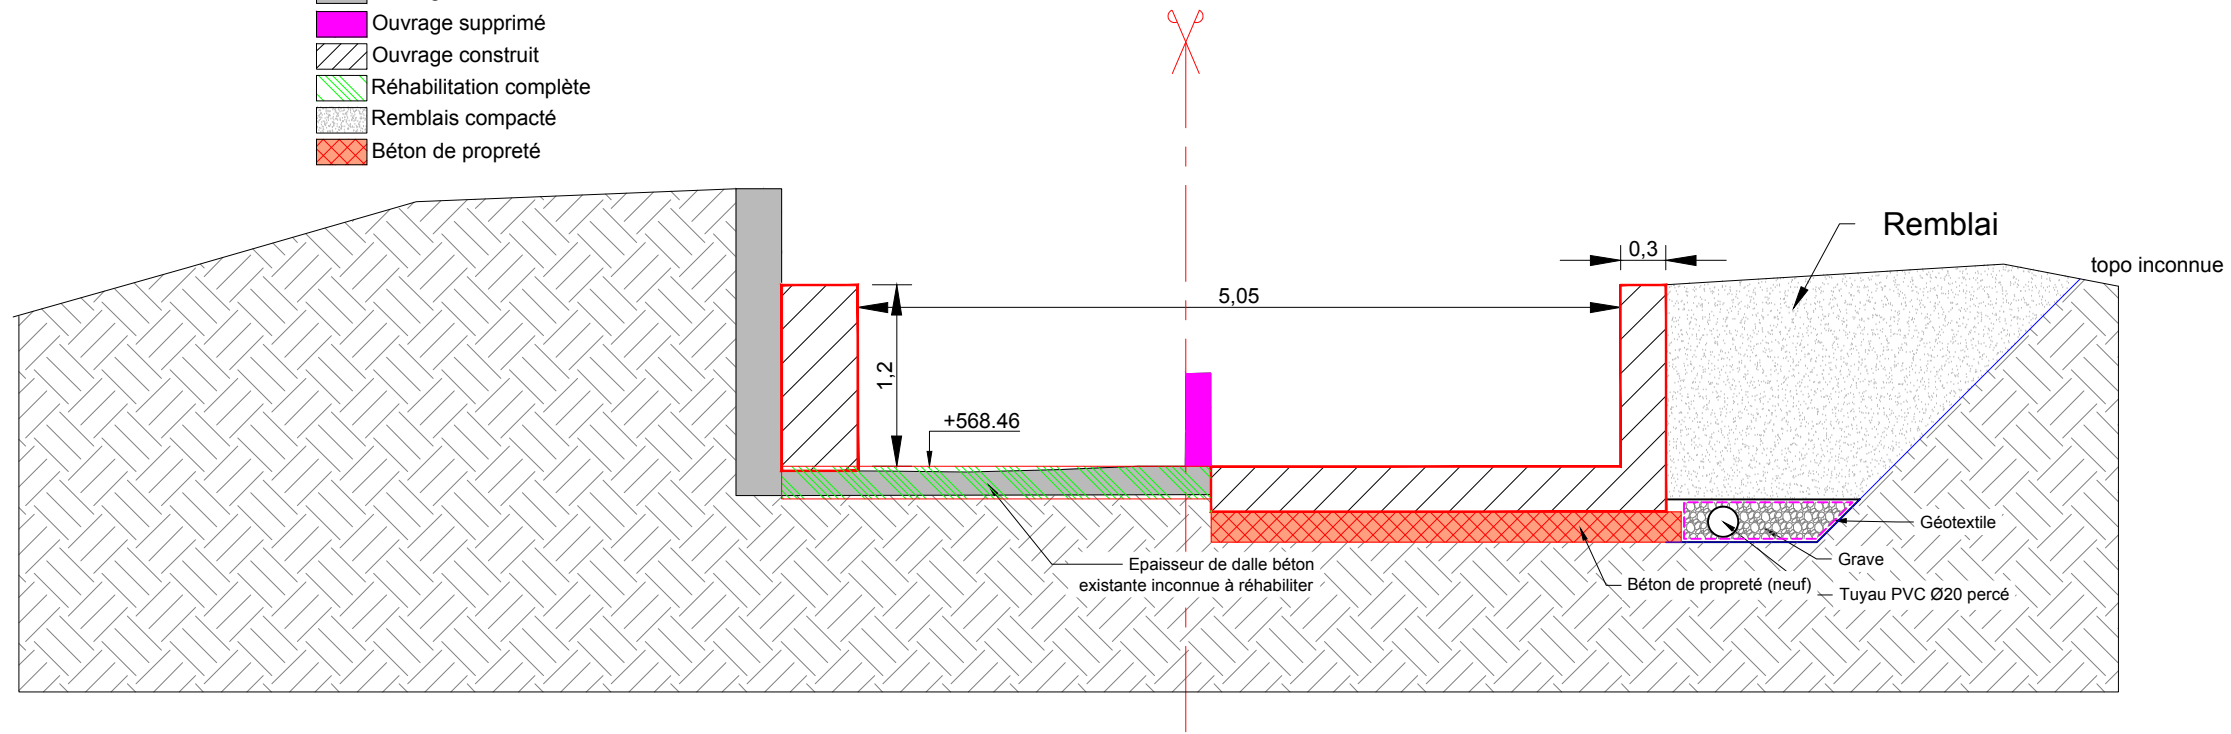 Ouvrage supprimé
Ouvrage construit
Réhabilitation complète
Remblais compacté
Béton de propreté
Remblai
0,3
topo inconnue
5,05
1,2
+568.46
Géotextile
Grave
Epaisseur de dalle béton
existante inconnue à réhabiliter
Béton de propreté (neuf)
Tuyau PVC Ø20 percé